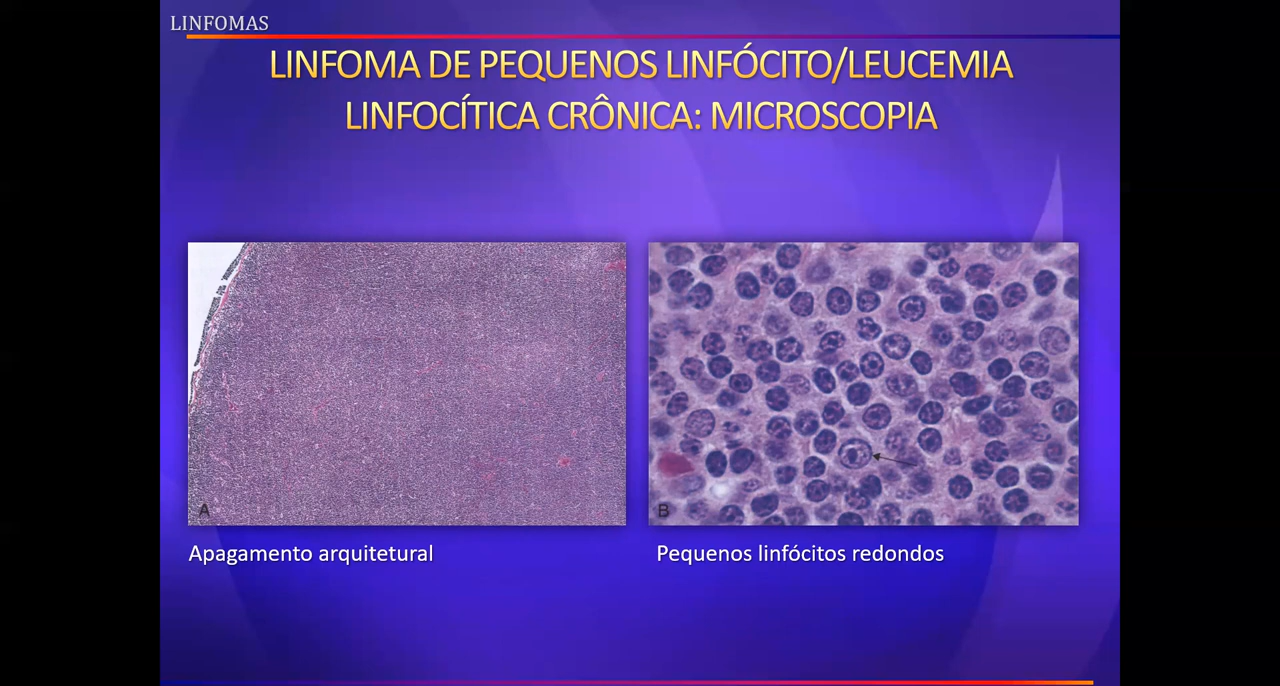 LINFOMAS
LINFOMA DE PEQUENOS LINFÓCITO/LEUCEMIA
LINFOCÍTICA CRÔNICA: MICROSCOPIA
A
B
Apagamento arquitetural
Pequenos linfócitos redondos